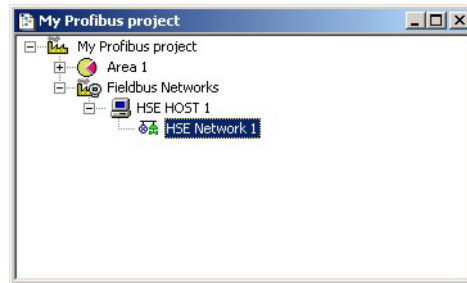 My Profibus project
My Profibus project
Area 1
Fieldbus Networks
HSE HOST 1
HSE Network 1